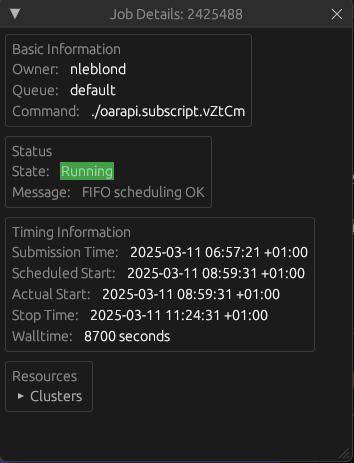 Job Details: 2425488
Basic Information
Owner: nleblond
Queue: default
Command: ./oarapi.subscript.vZtCm
Status
State: Running
Message: FIFO scheduling OK
Timing Information
Submission Time: 2025-03-11 06:57:21 +01:00
Scheduled Start: 2025-03-11 08:59:31 +01:00
Actual Start: 2025-03-11 08:59:31 +01:00
Stop Time: 2025-03-11 11:24:31 +01:00
Walltime: 8700 seconds
Resources
Clusters